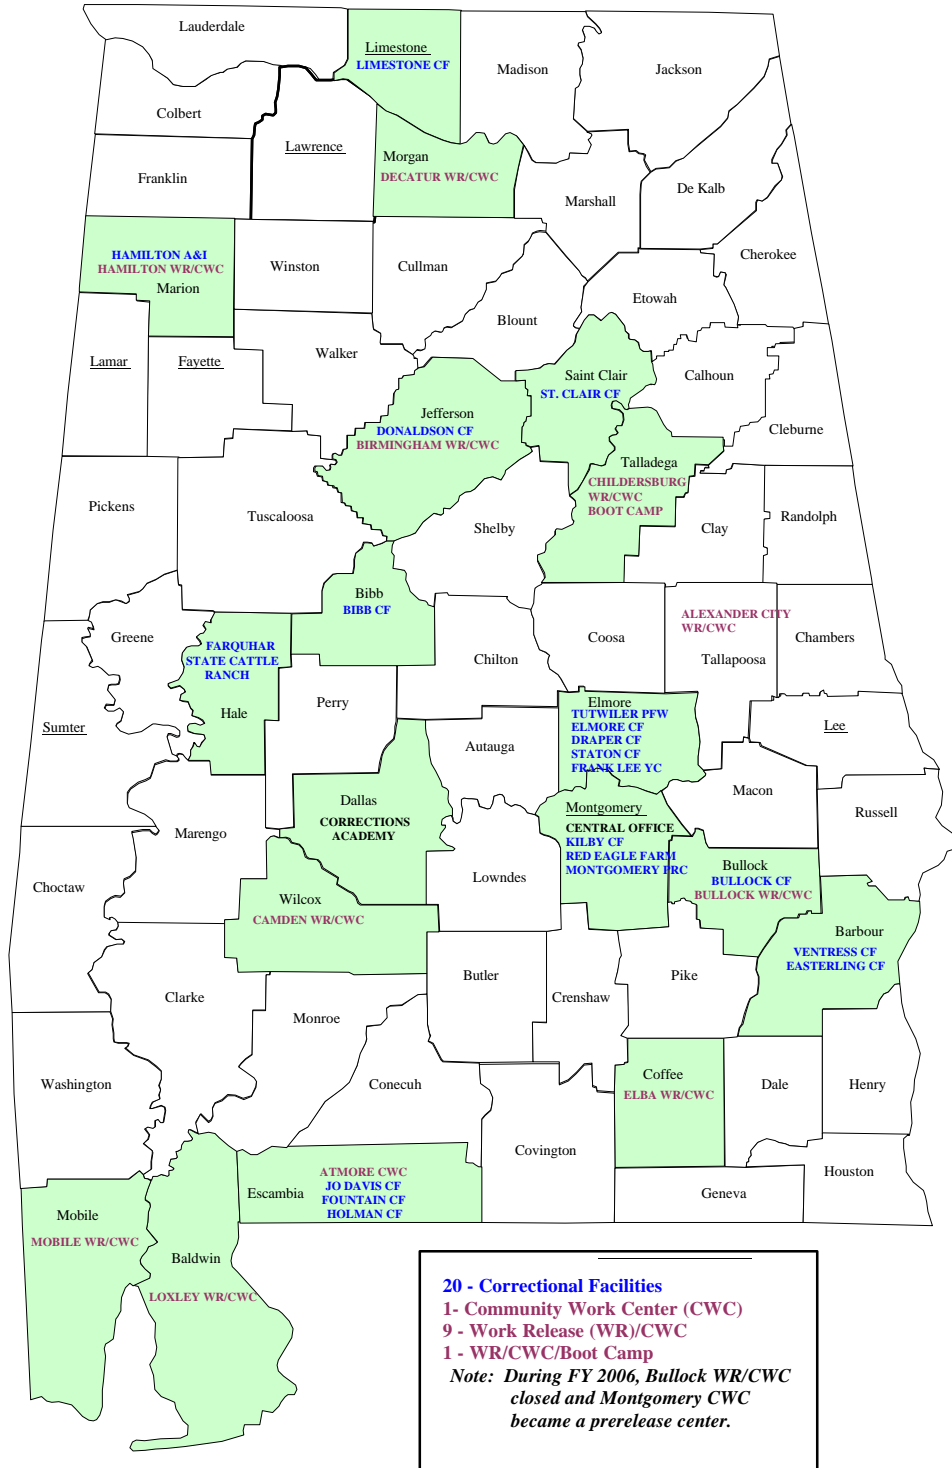 Lauderdale
Limestone
LIMESTONE CF
Madison
Jackson
Colbert
Lawrence
Morgan
DECATUR WR/CWC
Franklin
Marshall
De Kalb
HAMILTON A&I
HAMILTON WR/CWC
Marion
Winston
Cullman
Cherokee
Etowah
Blount
Lamar
Fayette
Walker
Saint Clair
ST. CLAIR CF
Calhoun
Jefferson
DONALDSON CF
BIRMINGHAM WR/CWC
Cleburne
Talladega
CHILDERSBURG
WR/CWC
BOOT CAMP
Pickens
Tuscaloosa
Shelby
Clay
Randolph
Bibb
BIBB CF
Greene
FARQUHAR
STATE CATTLE
RANCH
Hale
Chilton
Coosa
ALEXANDER CITY
WR/CWC
Tallapoosa
Chambers
Sumter
Perry
Autauga
Elmore
TUTWILER PFW
ELMORE CF
DRAPER CF
STATON CF
FRANK LEE YC
Lee
Macon
Russell
Dallas
CORRECTIONS
ACADEMY
Montgomery
CENTRAL OFFICE
KILBY CF
RED EAGLE FARM
MONTGOMERY PRC
Marengo
Choctaw
Lowndes
Bullock
BULLOCK CF
BULLOCK WR/CWC
Wilcox
CAMDEN WR/CWC
Barbour
VENTRESS CF
EASTERLING CF
Clarke
Monroe
Butler
Crenshaw
Pike
Washington
Conecuh
Coffee
ELBA WR/CWC
Dale
Henry
Covington
Houston
Geneva
Escambia
ATMORE CWC
JO DAVIS CF
FOUNTAIN CF
HOLMAN CF
Mobile
MOBILE WR/CWC
Baldwin
LOXLEY WR/CWC
20 - Correctional Facilities
1- Community Work Center (CWC)
9 - Work Release (WR)/CWC
1 - WR/CWC/Boot Camp
Note: During FY 2006, Bullock WR/CWC
closed and Montgomery CWC
became a prerelease center.